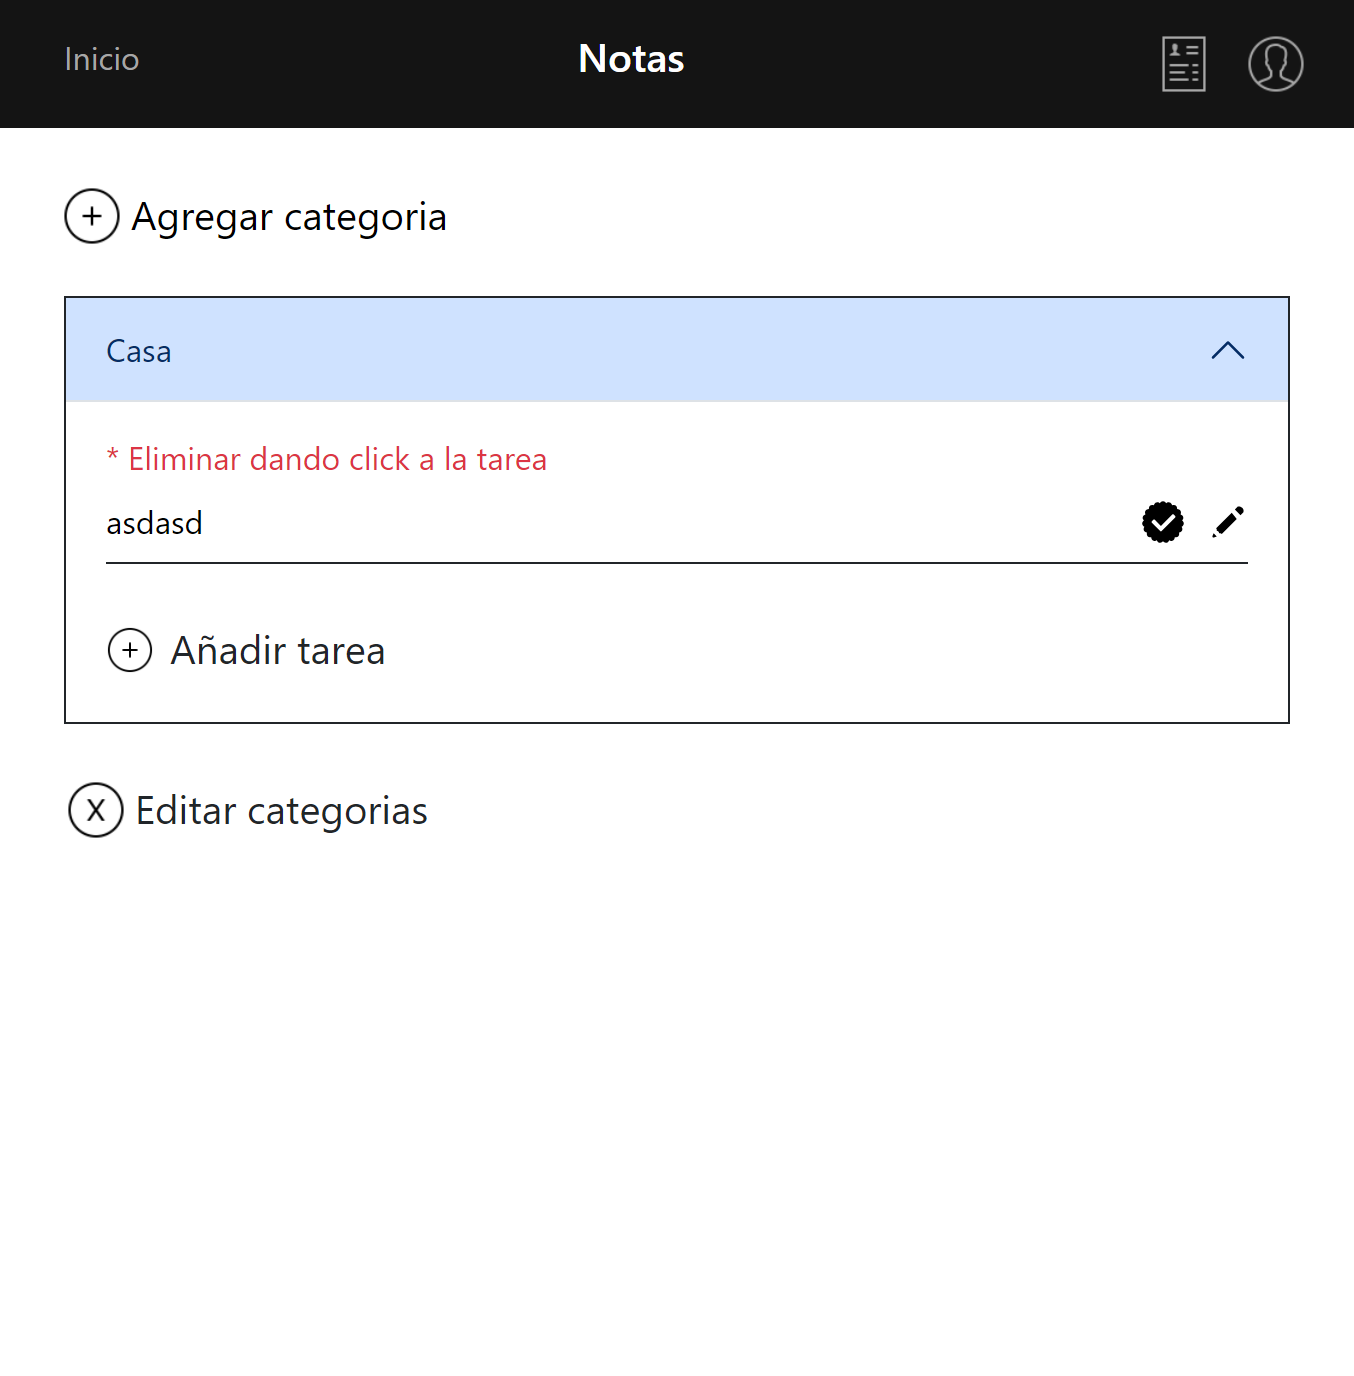 Inicio
Notas
+ Agregar categoria
Casa
* Eliminar dando click a la tarea
asdasd
+ Añadir tarea
X Editar categorias